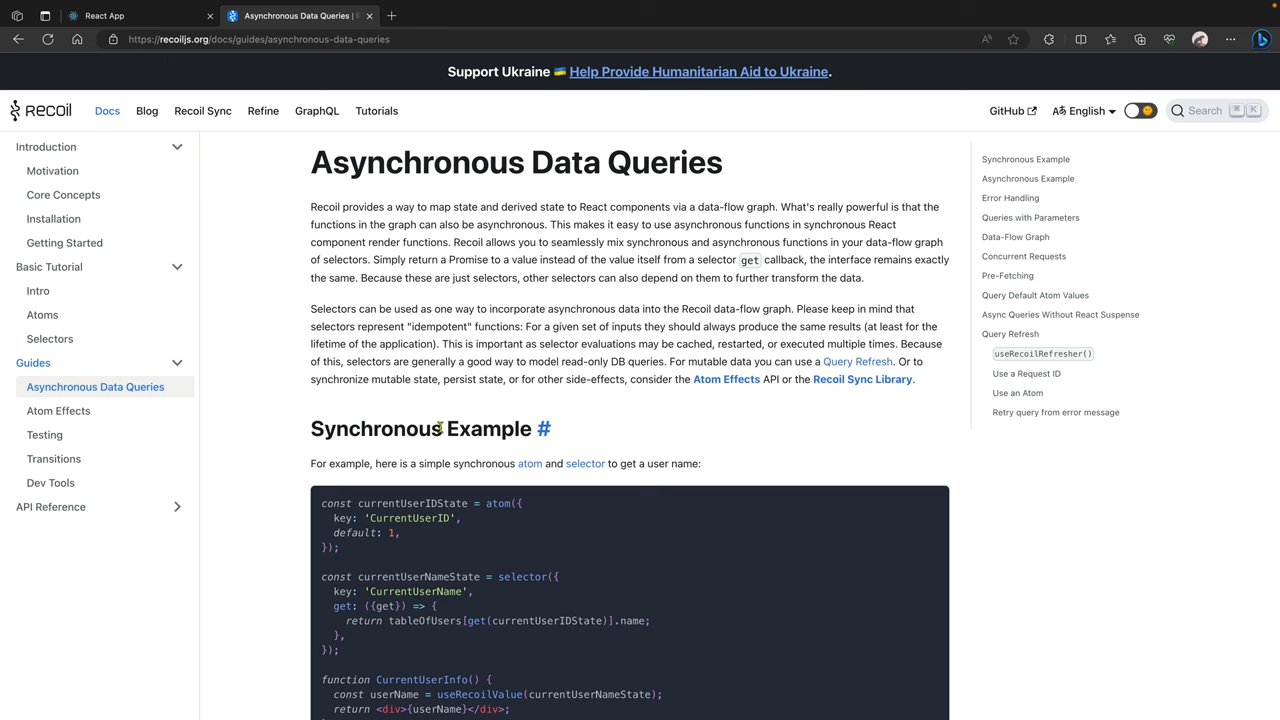 React App
Asynchronous Data Queries | R
https://recoiljs.org/docs/guides/asynchronous-data-queries
Support Ukraine 🇺🇦 Help Provide Humanitarian Aid to Ukraine.
RECOIL
Docs
Blog
Recoil Sync
Refine
GraphQL
Tutorials
GitHub
English
Search
⌘
K
Introduction
Motivation
Core Concepts
Installation
Getting Started
Basic Tutorial
Intro
Atoms
Selectors
Guides
Asynchronous Data Queries
Atom Effects
Testing
Transitions
Dev Tools
API Reference
Asynchronous Data Queries
Recoil provides a way to map state and derived state to React components via a data-flow graph. What's really powerful is that the
functions in the graph can also be asynchronous. This makes it easy to use asynchronous functions in synchronous React
component render functions. Recoil allows you to seamlessly mix synchronous and asynchronous functions in your data-flow graph
of selectors. Simply return a Promise to a value instead of the value itself from a selector get callback, the interface remains exactly
the same. Because these are just selectors, other selectors can also depend on them to further transform the data.
Selectors can be used as one way to incorporate asynchronous data into the Recoil data-flow graph. Please keep in mind that
selectors represent "idempotent" functions: For a given set of inputs they should always produce the same results (at least for the
lifetime of the application). This is important as selector evaluations may be cached, restarted, or executed multiple times. Because
of this, selectors are generally a good way to model read-only DB queries. For mutable data you can use a Query Refresh. Or to
synchronize mutable state, persist state, or for other side-effects, consider the Atom Effects API or the Recoil Sync Library.
Synchronous Example #
For example, here is a simple synchronous atom and selector to get a user name:
const currentUserIDState = atom({
key: 'CurrentUserID',
default: 1,
});
const currentUserNameState = selector({
key: 'CurrentUserName',
get: ({get}) => {
return tableOfUsers[get(currentUserIDState)].name;
},
});
function CurrentUserInfo() {
const userName = useRecoilValue(currentUserNameState);
return <div>{userName}</div>;
Synchronous Example
Asynchronous Example
Error Handling
Queries with Parameters
Data-Flow Graph
Concurrent Requests
Pre-Fetching
Query Default Atom Values
Async Queries Without React Suspense
Query Refresh
useRecoilRefresher()
Use a Request ID
Use an Atom
Retry query from error message